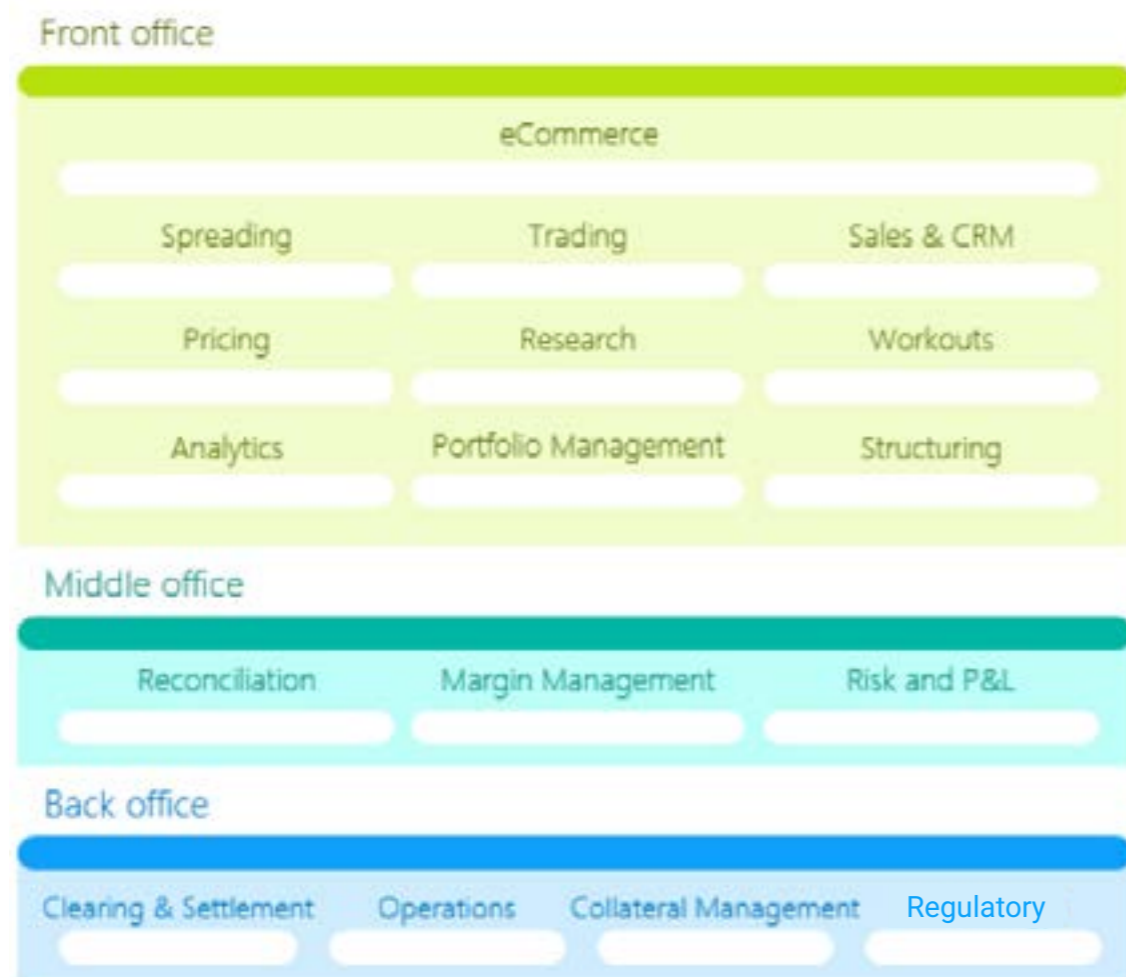 Front office
eCommerce
Spreading Trading Sales & CRM
Pricing Research Workouts
Analytics Portfolio Management Structuring
Middle office
Reconciliation Margin Management Risk and P&L
Back office
Clearing & Settlement Operations Collateral Management Regulatory